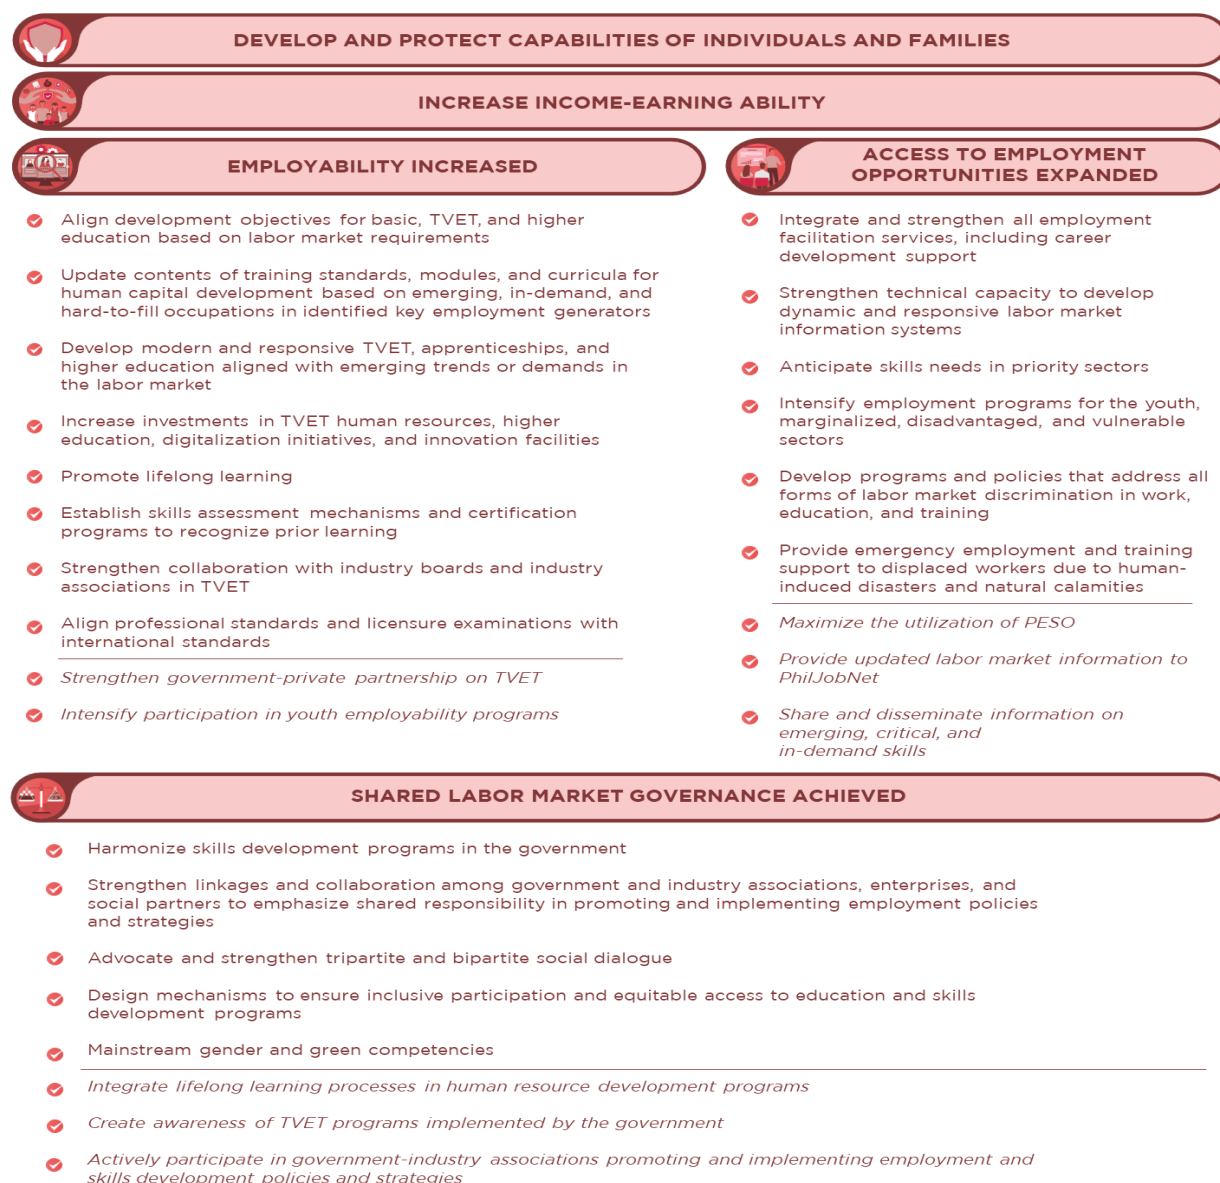 DEVELOP AND PROTECT CAPABILITIES OF INDIVIDUALS AND FAMILIES
INCREASE INCOME-EARNING ABILITY
EMPLOYABILITY INCREASED
Align development objectives for basic, TVET, and higher
education based on labor market requirements
Update contents of training standards, modules, and curricula for
human capital development based on emerging, in-demand, and
hard-to-fill occupations in identified key employment generators
Develop modern and responsive TVET, apprenticeships, and
higher education aligned with emerging trends or demands in
the labor market
Increase investments in TVET human resources, higher
education, digitalization initiatives, and innovation facilities
Promote lifelong learning
Establish skills assessment mechanisms and certification
programs to recognize prior learning
Strengthen collaboration with industry boards and industry
associations in TVET
Align professional standards and licensure examinations with
international standards
Strengthen government-private partnership on TVET
Intensify participation in youth employability programs
ACCESS TO EMPLOYMENT
OPPORTUNITIES EXPANDED
Integrate and strengthen all employment
facilitation services, including career
development support
Strengthen technical capacity to develop
dynamic and responsive labor market
information systems
Anticipate skills needs in priority sectors
Intensify employment programs for the youth,
marginalized, disadvantaged, and vulnerable
sectors
Develop programs and policies that address all
forms of labor market discrimination in work,
education, and training
Provide emergency employment and training
support to displaced workers due to human-
induced disasters and natural calamities
Maximize the utilization of PESO
Provide updated labor market information to
PhilJobNet
Share and disseminate information on
emerging, critical, and
in-demand skills
SHARED LABOR MARKET GOVERNANCE ACHIEVED
Harmonize skills development programs in the government
Strengthen linkages and collaboration among government and industry associations, enterprises, and
social partners to emphasize shared responsibility in promoting and implementing employment policies
and strategies
Advocate and strengthen tripartite and bipartite social dialogue
Design mechanisms to ensure inclusive participation and equitable access to education and skills
development programs
Mainstream gender and green competencies
Integrate lifelong learning processes in human resource development programs
Create awareness of TVET programs implemented by the government
Actively participate in government-industry associations promoting and implementing employment and
skills development policies and strategies